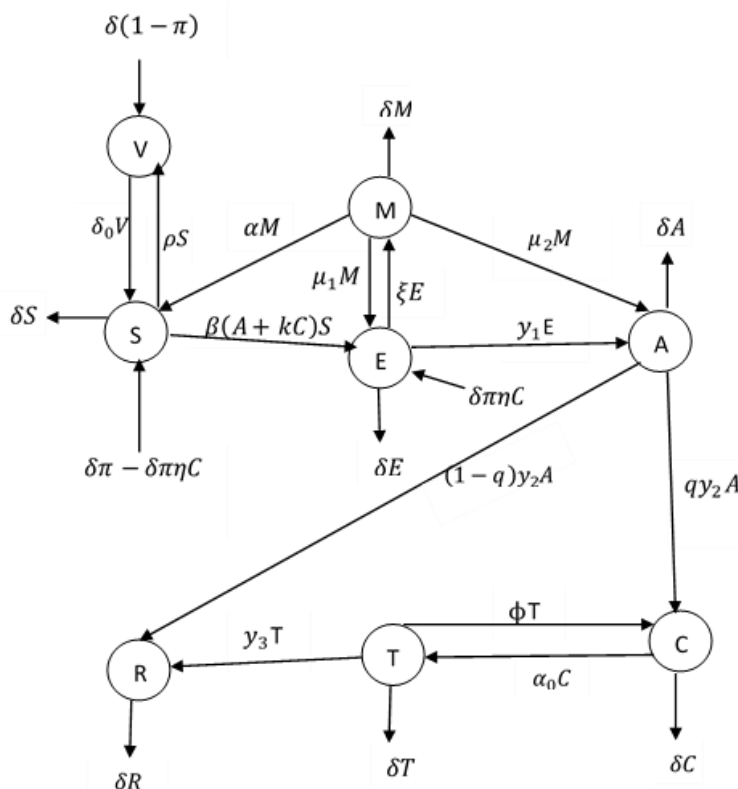 δ(1 − π)
V
δM
M
δ₀V
ρS
αM
μ₂M
δA
μ₁M
ξE
δS
S
β(A + kC)S
E
y₁E
A
δπηC
δπ − δπηC
δE
(1 − q)y₂A
qy₂A
ϕT
y₃T
R
T
C
α₀C
δR
δT
δC